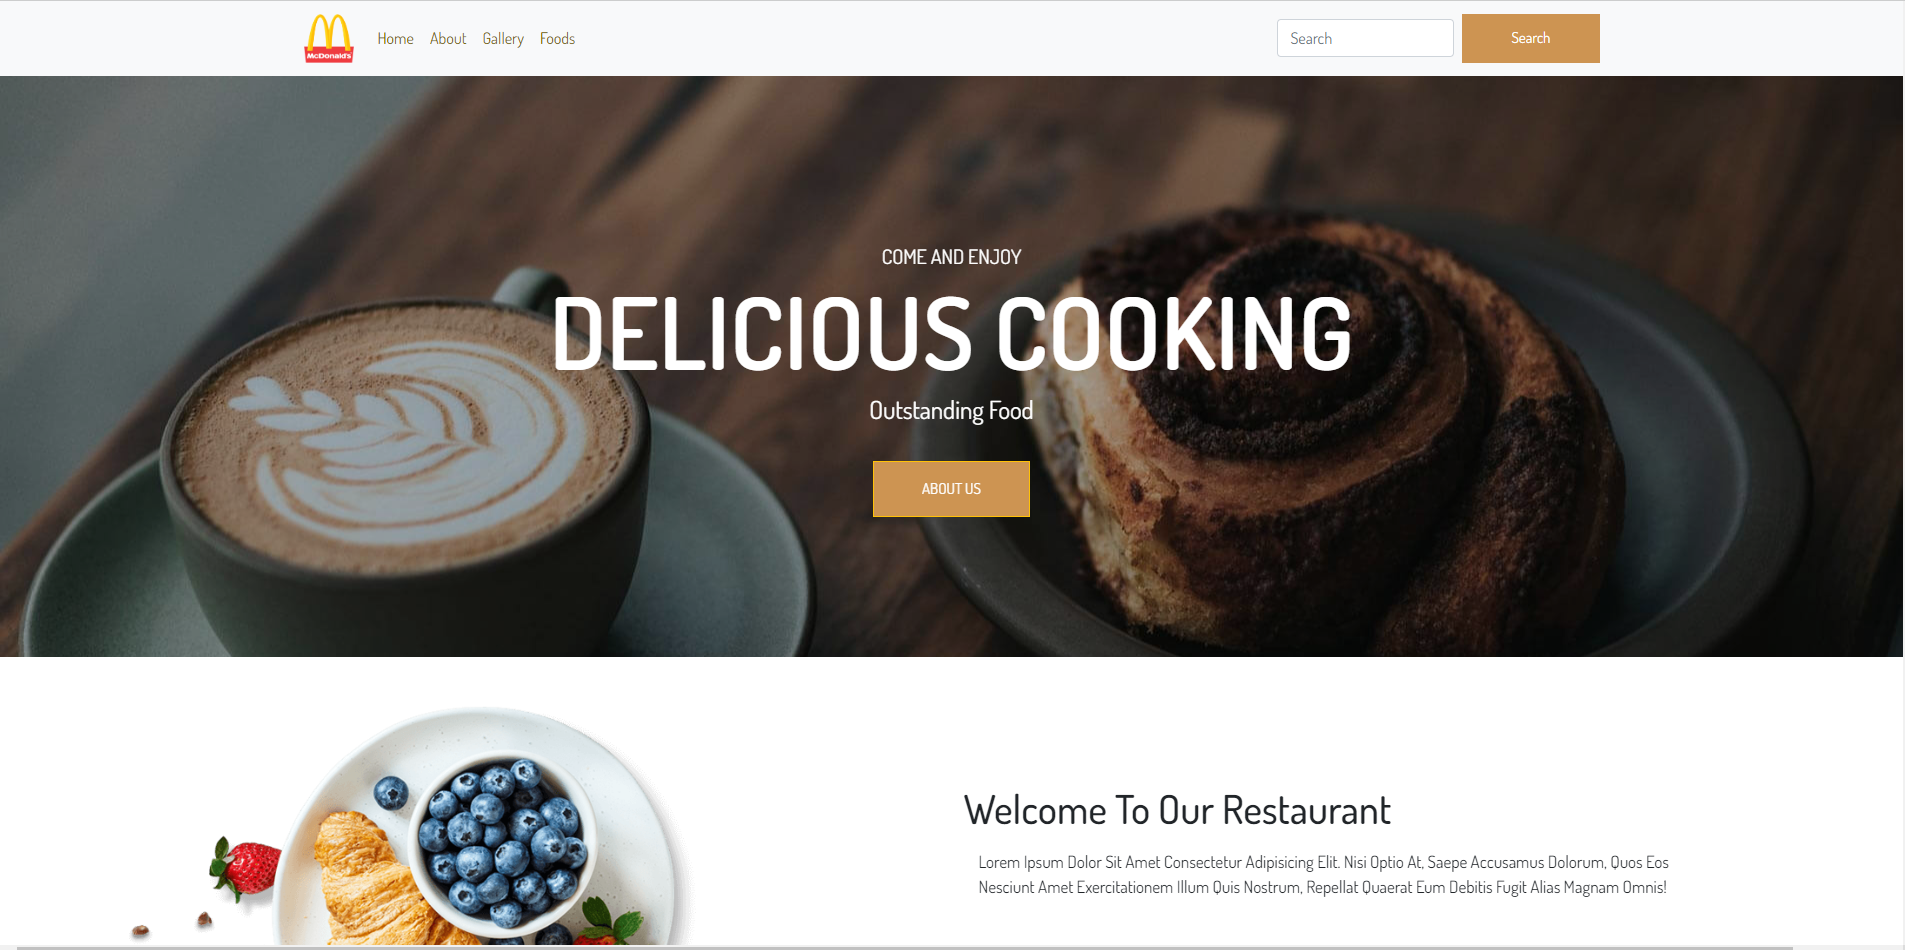 McDonald's
Home About Gallery Foods
Search
Search
COME AND ENJOY
DELICIOUS COOKING
Outstanding Food
ABOUT US
Welcome To Our Restaurant
Lorem Ipsum Dolor Sit Amet Consectetur Adipisicing Elit. Nisi Optio At, Saepe Accusamus Dolorum, Quos Eos
Nesciunt Amet Exercitationem Illum Quis Nostrum, Repellat Quaerat Eum Debitis Fugit Alias Magnam Omnis!